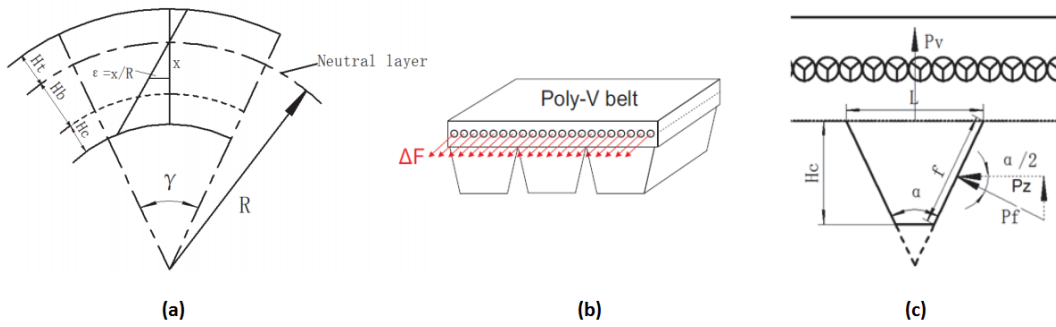 Ht
Hb
Hc
ε=x/R
x
Neutral layer
γ
R
(a)
Poly-V belt
ΔF
(b)
Pv
L
Hc
f
α
α/2
Pz
Pf
(c)